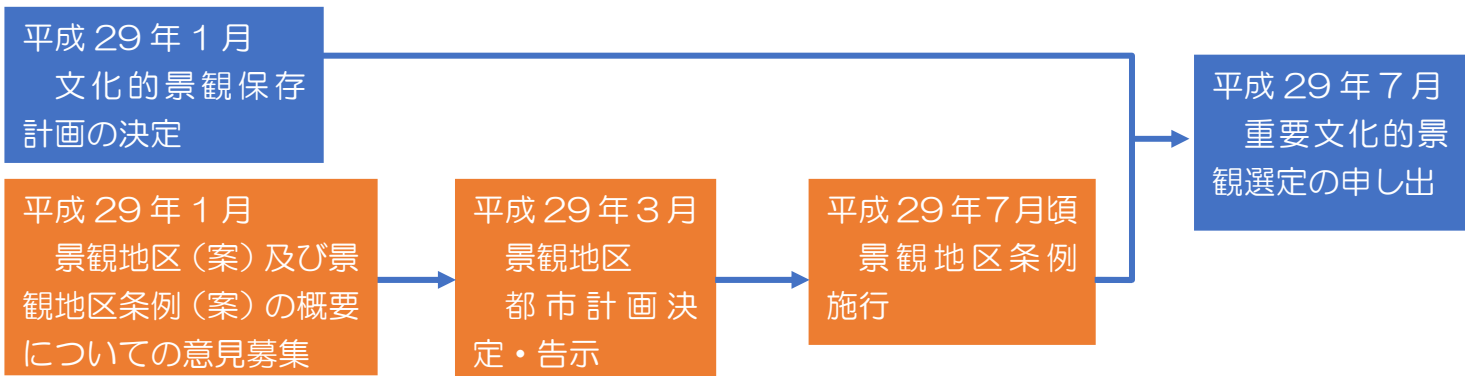 平成29年1月
文化的景観保存
計画の決定
平成29年7月
重要文化的景
観選定の申し出
平成29年1月
景観地区（案）及び景
観地区条例（案）の概要
についての意見募集
平成29年3月
景観地区
都市計画決
定・告示
平成29年7月頃
景観地区条例
施行